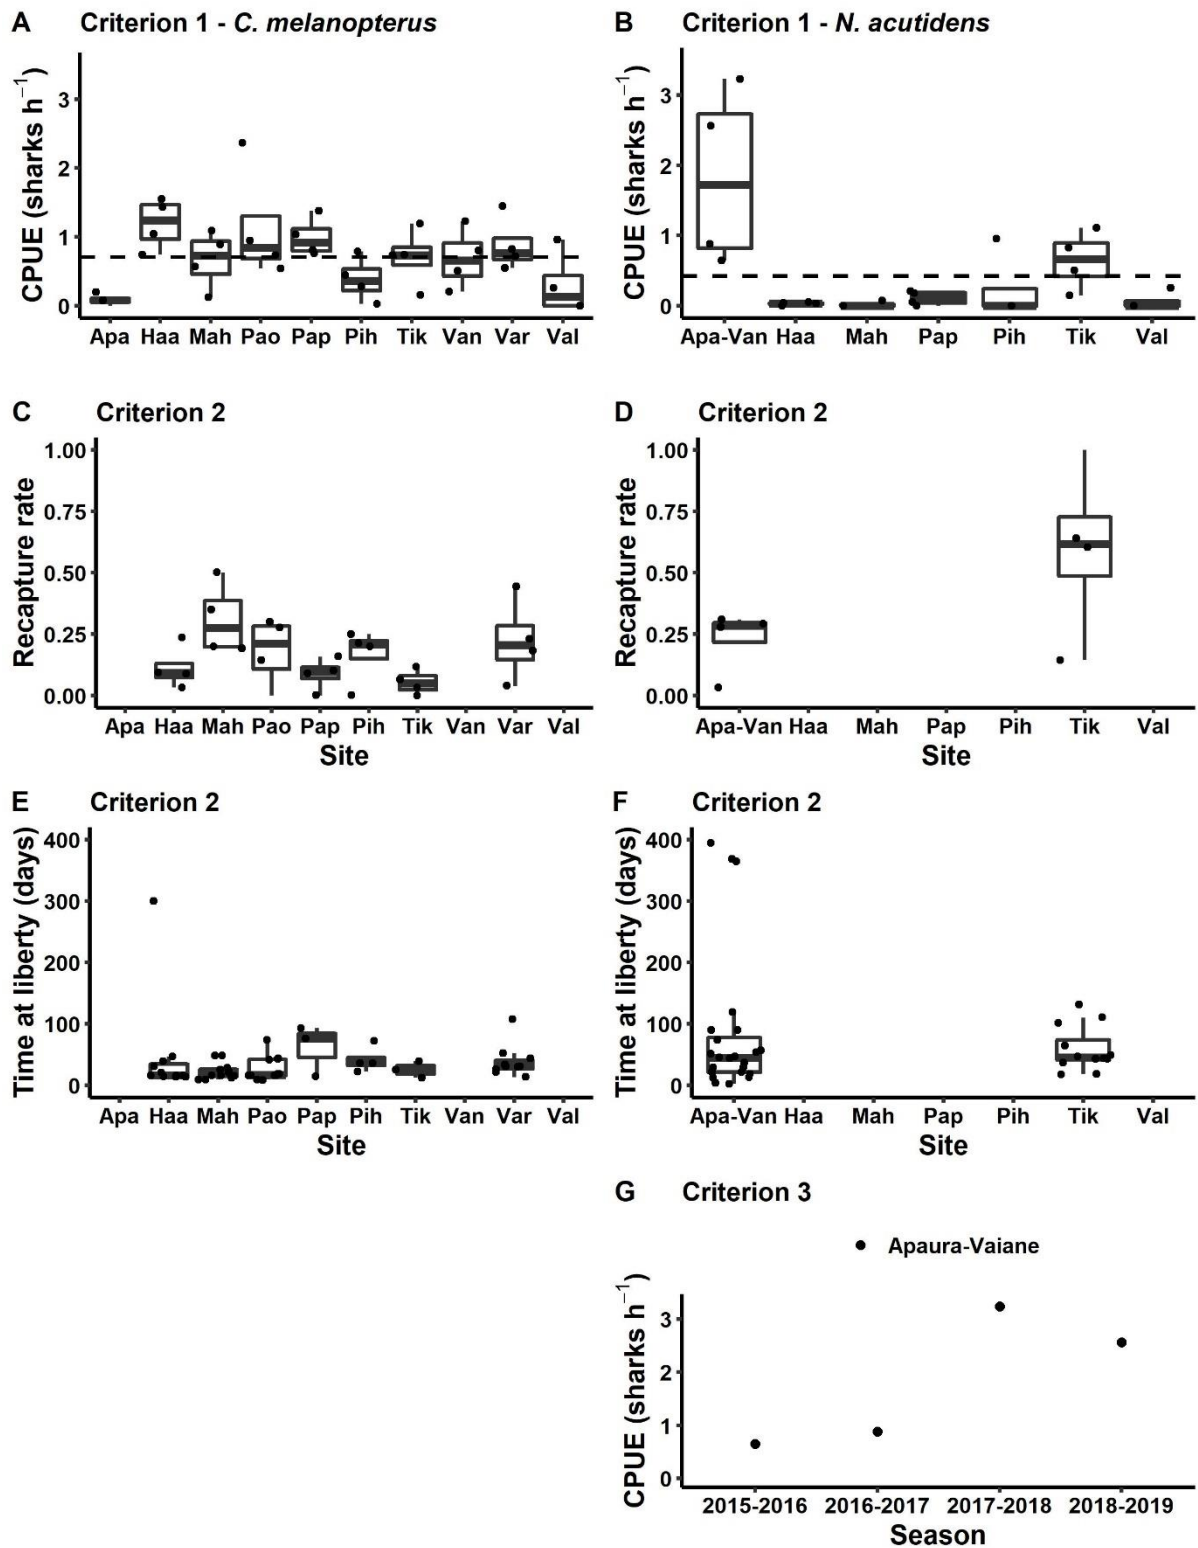 A Criterion 1 - C. melanopterus
CPUE (sharks h−1)
3
2
1
0
Apa Haa Mah Pao Pap Pih Tik Van Var Val
B Criterion 1 - N. acutidens
CPUE (sharks h−1)
3
2
1
0
Apa-Van Haa Mah Pap Pih Tik Val
C Criterion 2
Recapture rate
1.00
0.75
0.50
0.25
0.00
Apa Haa Mah Pao Pap Pih Tik Van Var Val
Site
D Criterion 2
Recapture rate
1.00
0.75
0.50
0.25
0.00
Apa-Van Haa Mah Pap Pih Tik Val
Site
E Criterion 2
Time at liberty (days)
400
300
200
100
0
Apa Haa Mah Pao Pap Pih Tik Van Var Val
Site
F Criterion 2
Time at liberty (days)
400
300
200
100
0
Apa-Van Haa Mah Pap Pih Tik Val
Site
G Criterion 3
Apaura-Vaiane
CPUE (sharks h−1)
3
2
1
0
2015-2016 2016-2017 2017-2018 2018-2019
Season